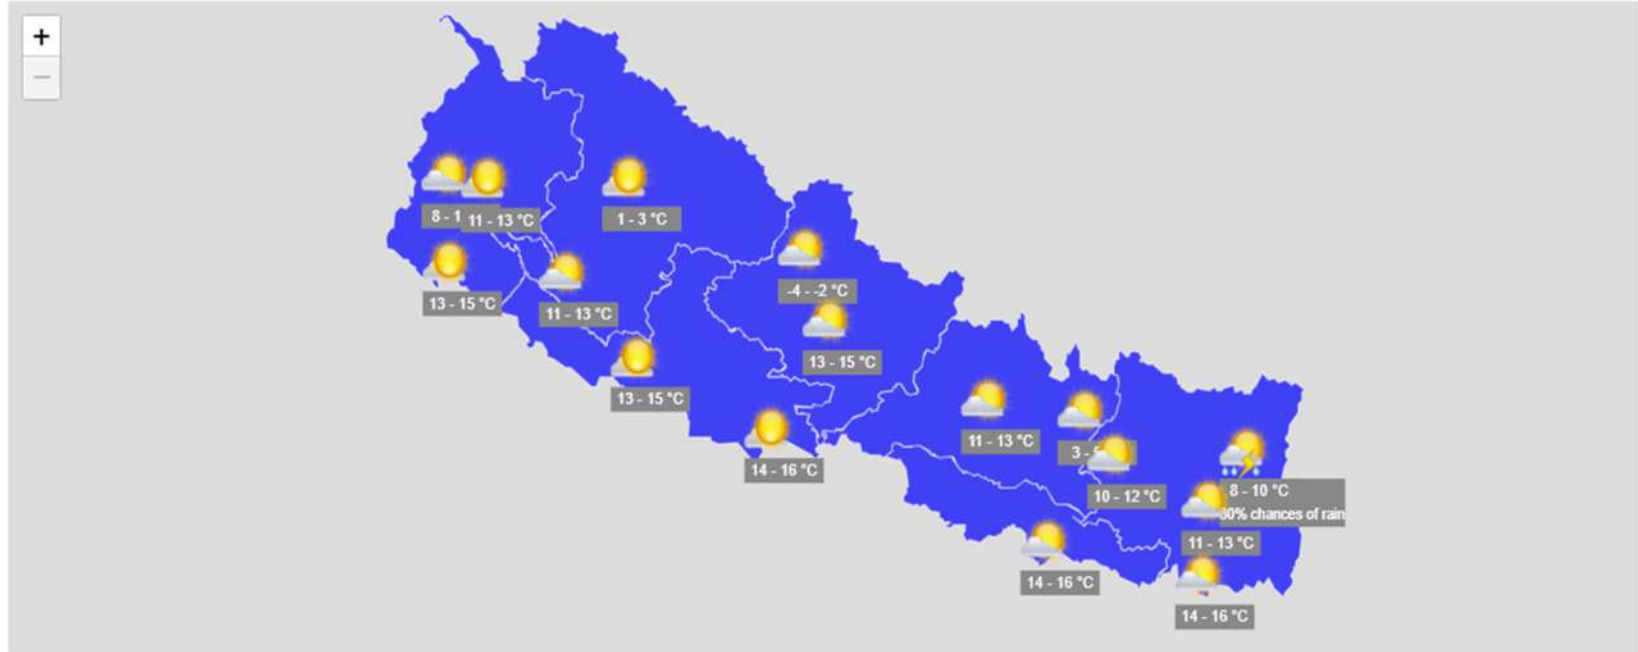 +
−
8 - 1
11 - 13 °C
1 - 3 °C
13 - 15 °C
11 - 13 °C
-4 - -2 °C
13 - 15 °C
13 - 15 °C
14 - 16 °C
11 - 13 °C
3 -
10 - 12 °C
8 - 10 °C
chances of rain
11 - 13 °C
14 - 16 °C
14 - 16 °C